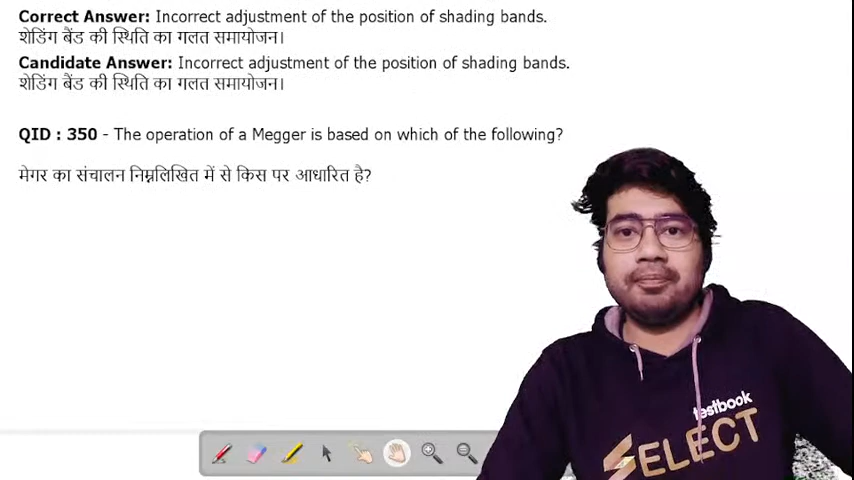 Correct Answer: Incorrect adjustment of the position of shading bands.
शेडिंग बैंड की स्थिति का गलत समायोजन।
Candidate Answer: Incorrect adjustment of the position of shading bands.
शेडिंग बैंड की स्थिति का गलत समायोजन।
QID : 350 - The operation of a Megger is based on which of the following?
मेगर का संचालन निम्नलिखित में से किस पर आधारित है?
testbook
SELECT